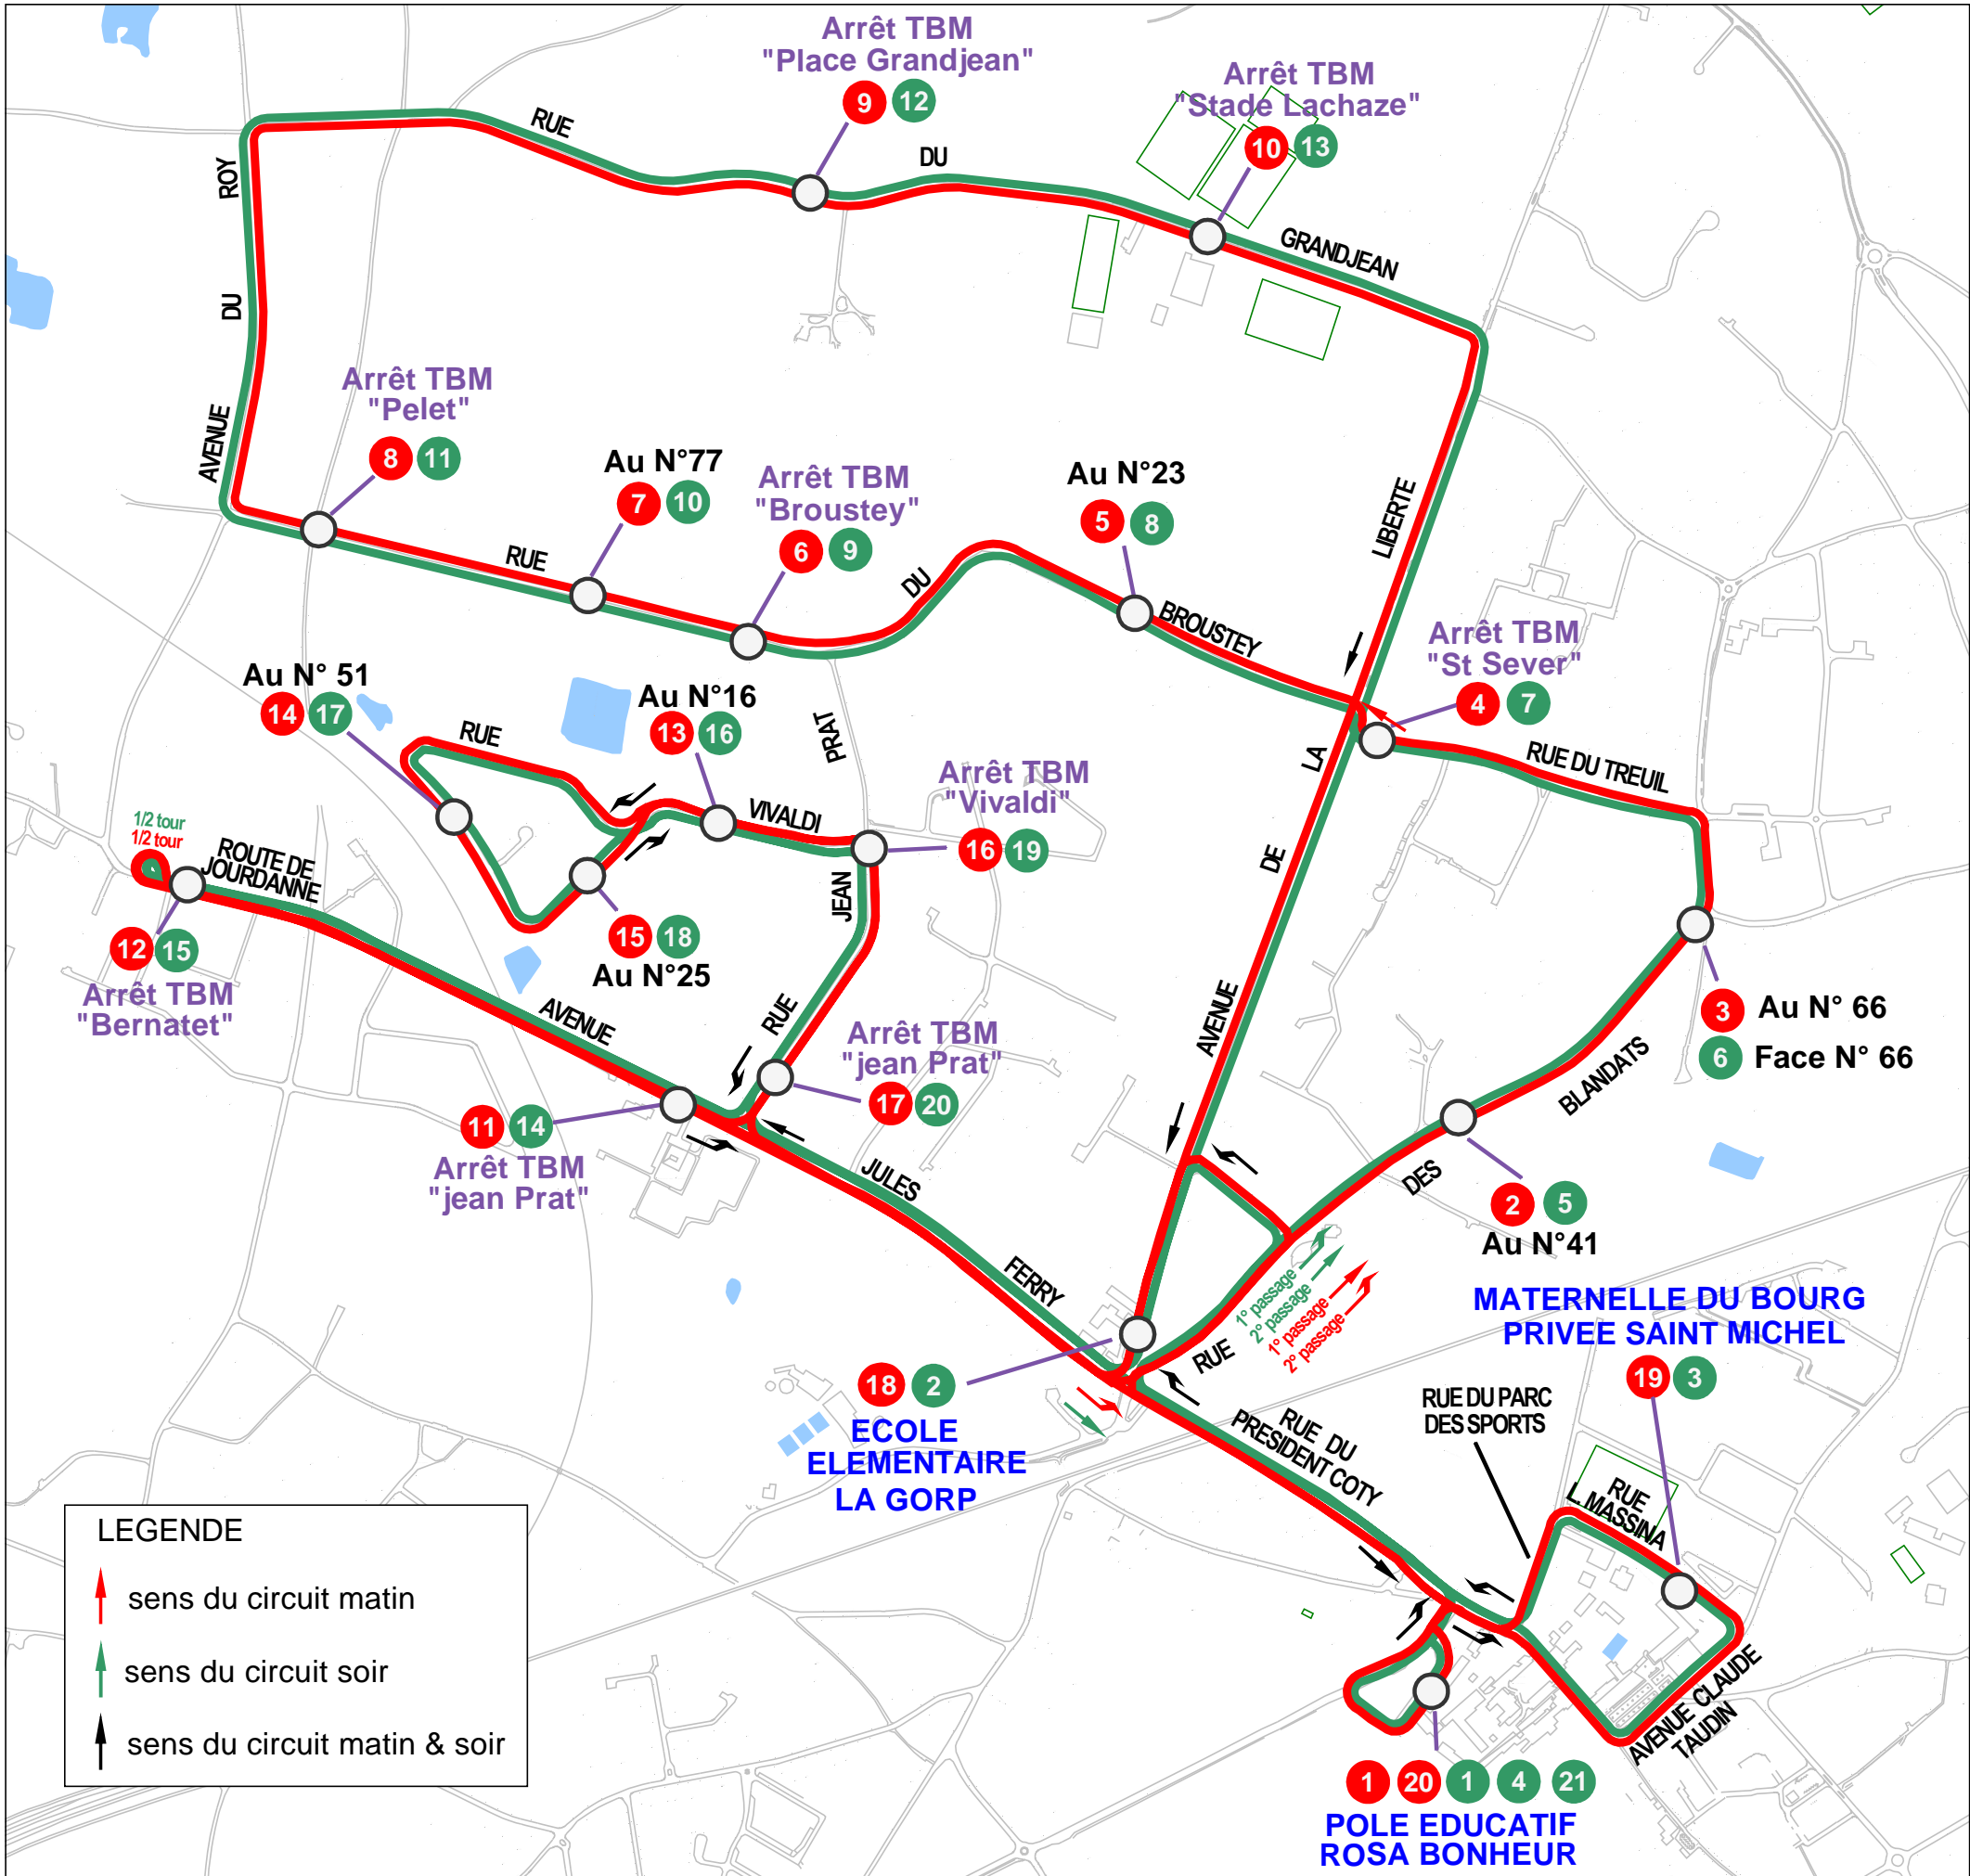 Arrêt TBM
"Place Grandjean"
9 12
Arrêt TBM
"Stade Lachaze"
10 13
RUE
DU
GRANDJEAN
ROY
DU
AVENUE
Arrêt TBM
"Pelet"
8 11
Au N°77
7 10
Arrêt TBM
"Broustey"
6 9
Au N°23
5 8
RUE
DU
BROUSTEY
LIBERTE
LA
DE
AVENUE
Arrêt TBM
"St Sever"
4 7
RUE DU TREUIL
Au N° 51
14 17
RUE
Au N°16
13 16
VIVALDI
PRAT
JEAN
RUE
Arrêt TBM
"Vivaldi"
16 19
1/2 tour
1/2 tour
ROUTE DE
JOURDANNE
12 15
Arrêt TBM
"Bernatet"
15 18
Au N°25
AVENUE
JULES
FERRY
Arrêt TBM
"jean Prat"
17 20
11 14
Arrêt TBM
"jean Prat"
3 Au N° 66
6 Face N° 66
BLANDATS
DES
RUE
2 5
Au N°41
1° passage
2° passage
1° passage
2° passage
MATERNELLE DU BOURG
PRIVEE SAINT MICHEL
19 3
18 2
ECOLE
ELEMENTAIRE
LA GORP
RUE DU
PRESIDENT COTY
RUE DU PARC
DES SPORTS
RUE
L.MASSINA
AVENUE CLAUDE
TAUDIN
1 20 1 4 21
POLE EDUCATIF
ROSA BONHEUR
LEGENDE
sens du circuit matin
sens du circuit soir
sens du circuit matin & soir